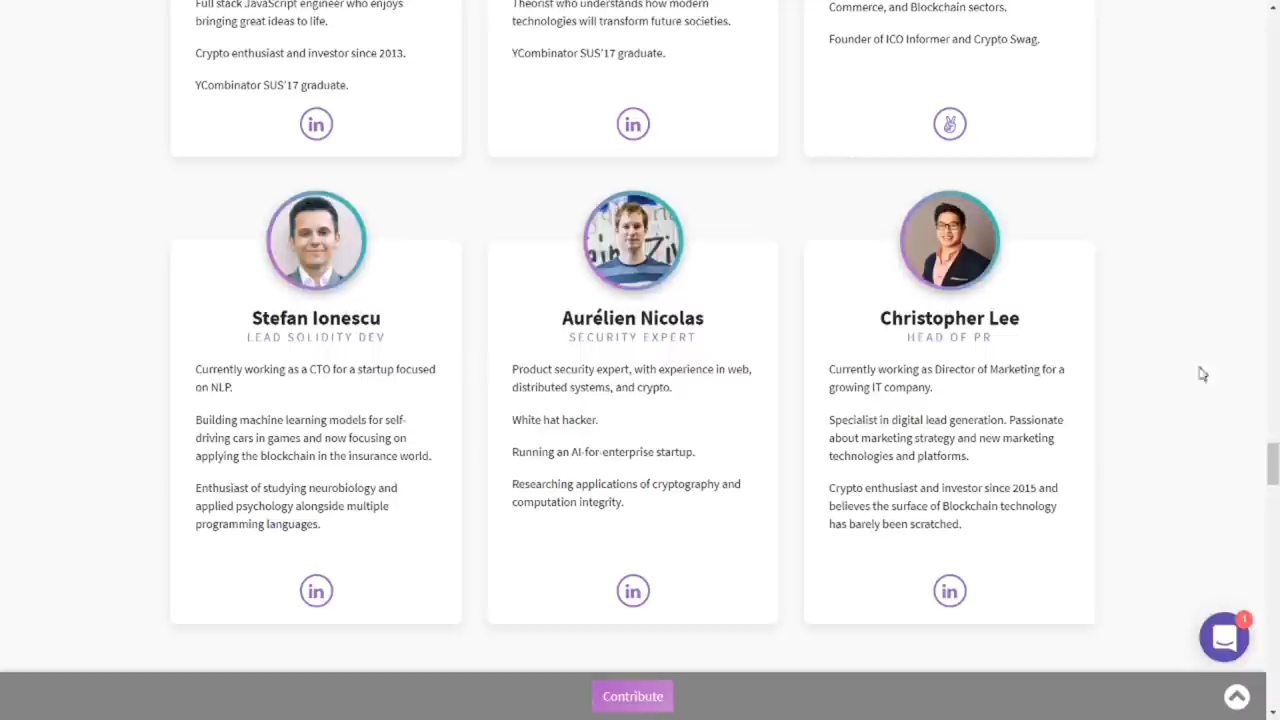 Full stack JavaScript engineer who enjoys
bringing great ideas to life.
Crypto enthusiast and investor since 2013.
YCombinator SUS'17 graduate.
in
Theorist who understands how modern
technologies will transform future societies.
YCombinator SUS'17 graduate.
in
Commerce, and Blockchain sectors.
Founder of ICO Informer and Crypto Swag.
Stefan Ionescu
LEAD SOLIDITY DEV
Currently working as a CTO for a startup focused
on NLP.
Building machine learning models for self-
driving cars in games and now focusing on
applying the blockchain in the insurance world.
Enthusiast of studying neurobiology and
applied psychology alongside multiple
programming languages.
in
Aurélien Nicolas
SECURITY EXPERT
Product security expert, with experience in web,
distributed systems, and crypto.
White hat hacker.
Running an AI-for-enterprise startup.
Researching applications of cryptography and
computation integrity.
in
Christopher Lee
HEAD OF PR
Currently working as Director of Marketing for a
growing IT company.
Specialist in digital lead generation. Passionate
about marketing strategy and new marketing
technologies and platforms.
Crypto enthusiast and investor since 2015 and
believes the surface of Blockchain technology
has barely been scratched.
in
1
Contribute